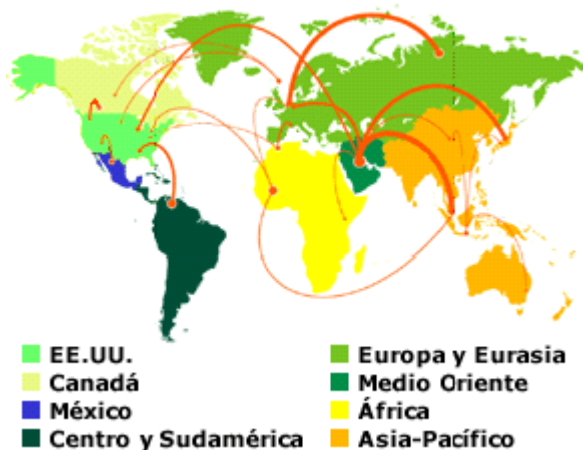 EE.UU.
Canadá
México
Centro y Sudamérica
Europa y Eurasia
Medio Oriente
África
Asia-Pacífico